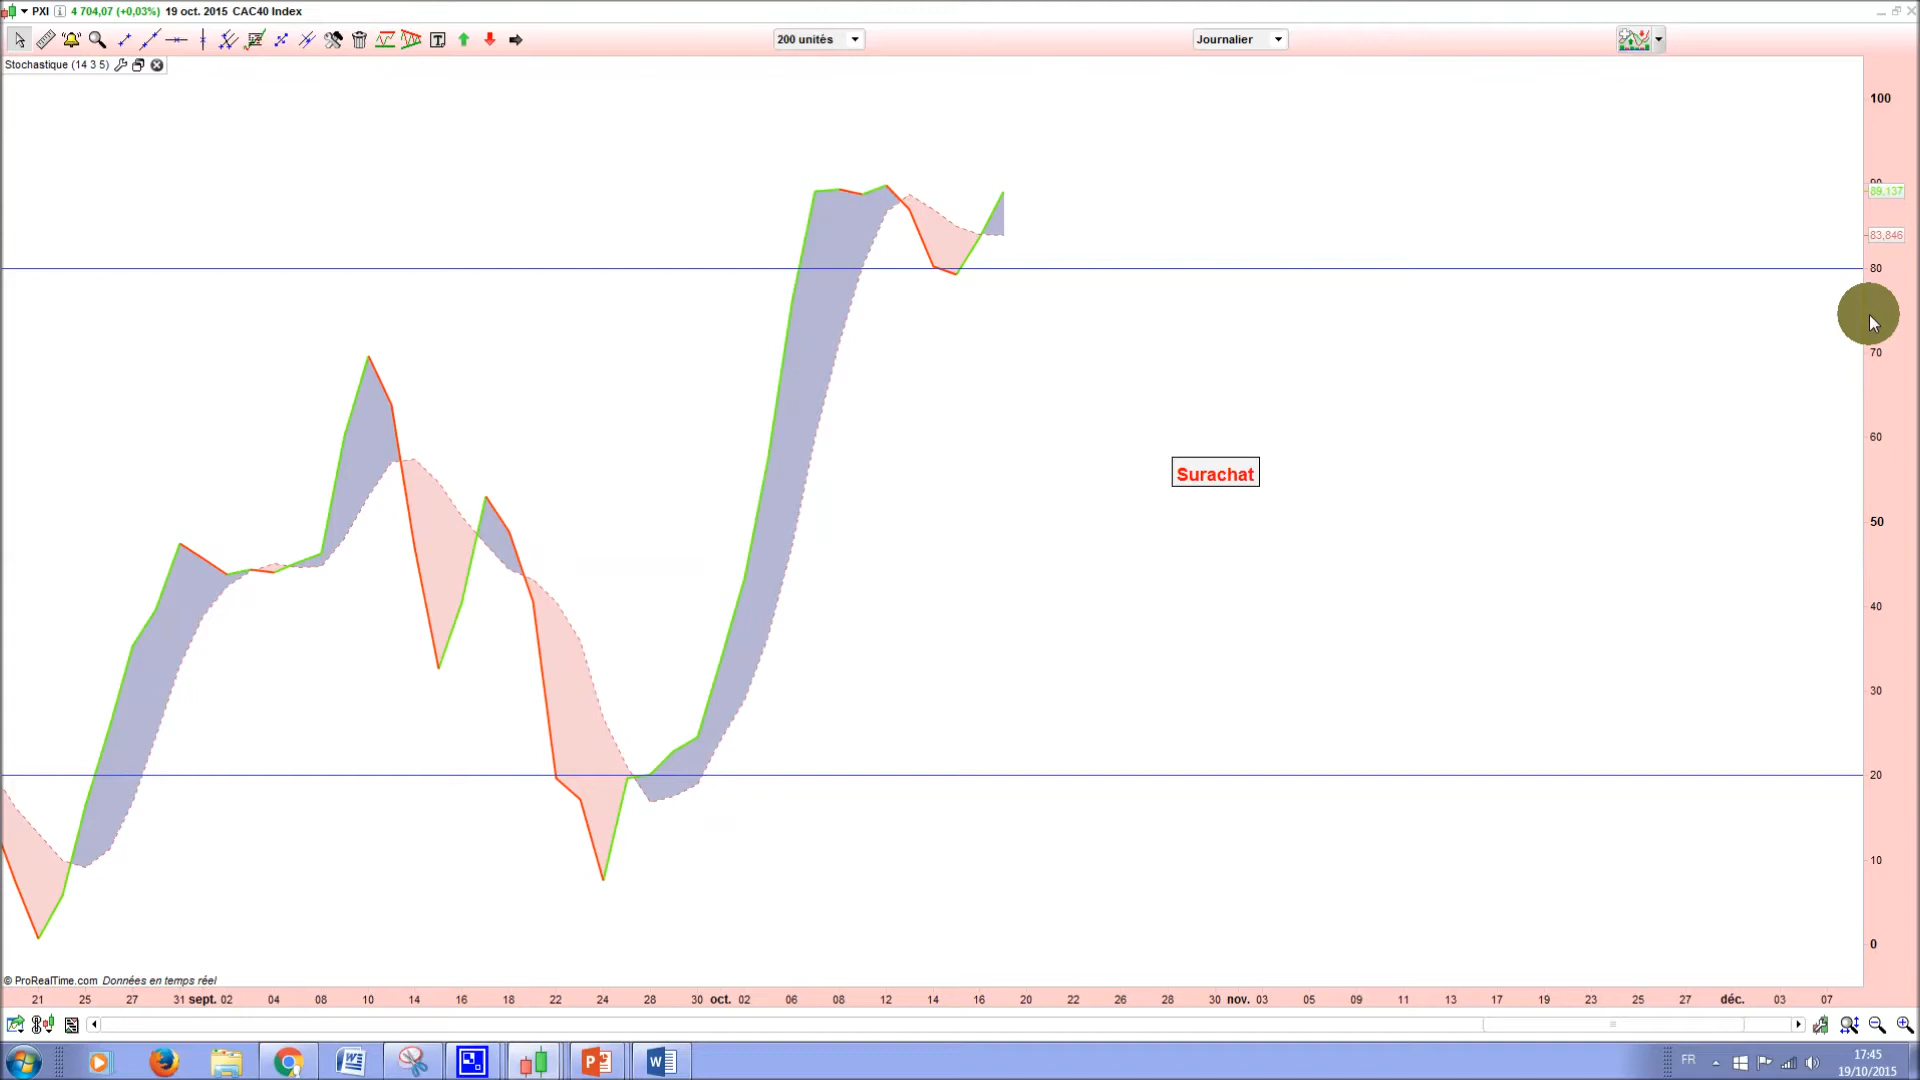 PXI 4 704,07 (+0,03%) 19 oct. 2015 CAC40 Index
200 unités
Journalier
Stochastique (14 3 5)
100
90
89,137
83,846
80
70
60
Surachat
50
40
30
20
10
0
© ProRealTime.com Données en temps réel
21 25 27 31 sept. 02 04 08 10 14 16 18 22 24 28 30 oct. 02 06 08 12 14 16 20 22 26 28 30 nov. 03 05 09 11 13 17 19 23 25 27 déc. 03 07
FR
17:45
19/10/2015